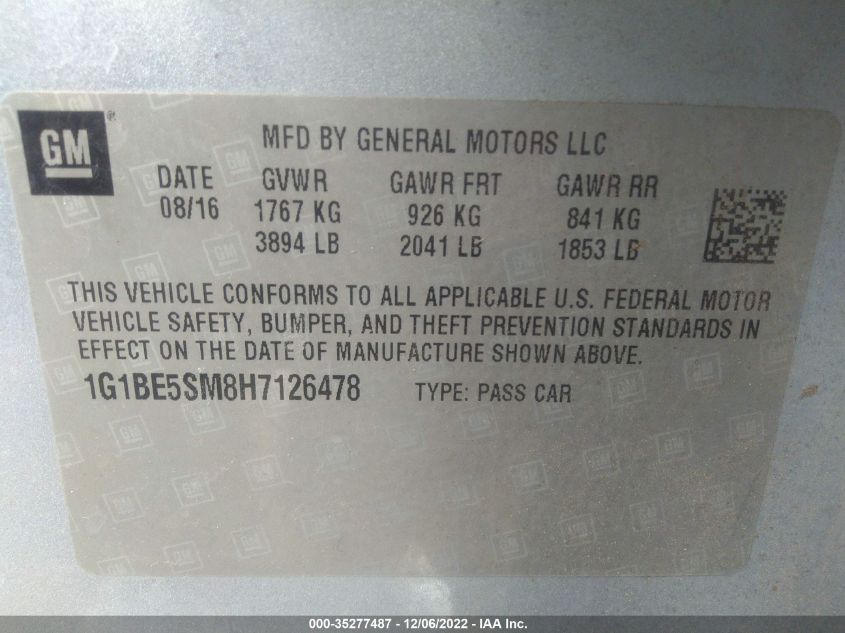 GM ®
MFD BY GENERAL MOTORS LLC
DATE GVWR GAWR FRT GAWR RR
08/16 1767 KG 926 KG 841 KG
3894 LB 2041 LB 1853 LB
THIS VEHICLE CONFORMS TO ALL APPLICABLE U.S. FEDERAL MOTOR
VEHICLE SAFETY, BUMPER, AND THEFT PREVENTION STANDARDS IN
EFFECT ON THE DATE OF MANUFACTURE SHOWN ABOVE.
1G1BE5SM8H7126478 TYPE: PASS CAR
000-35277487 - 12/06/2022 - IAA Inc.